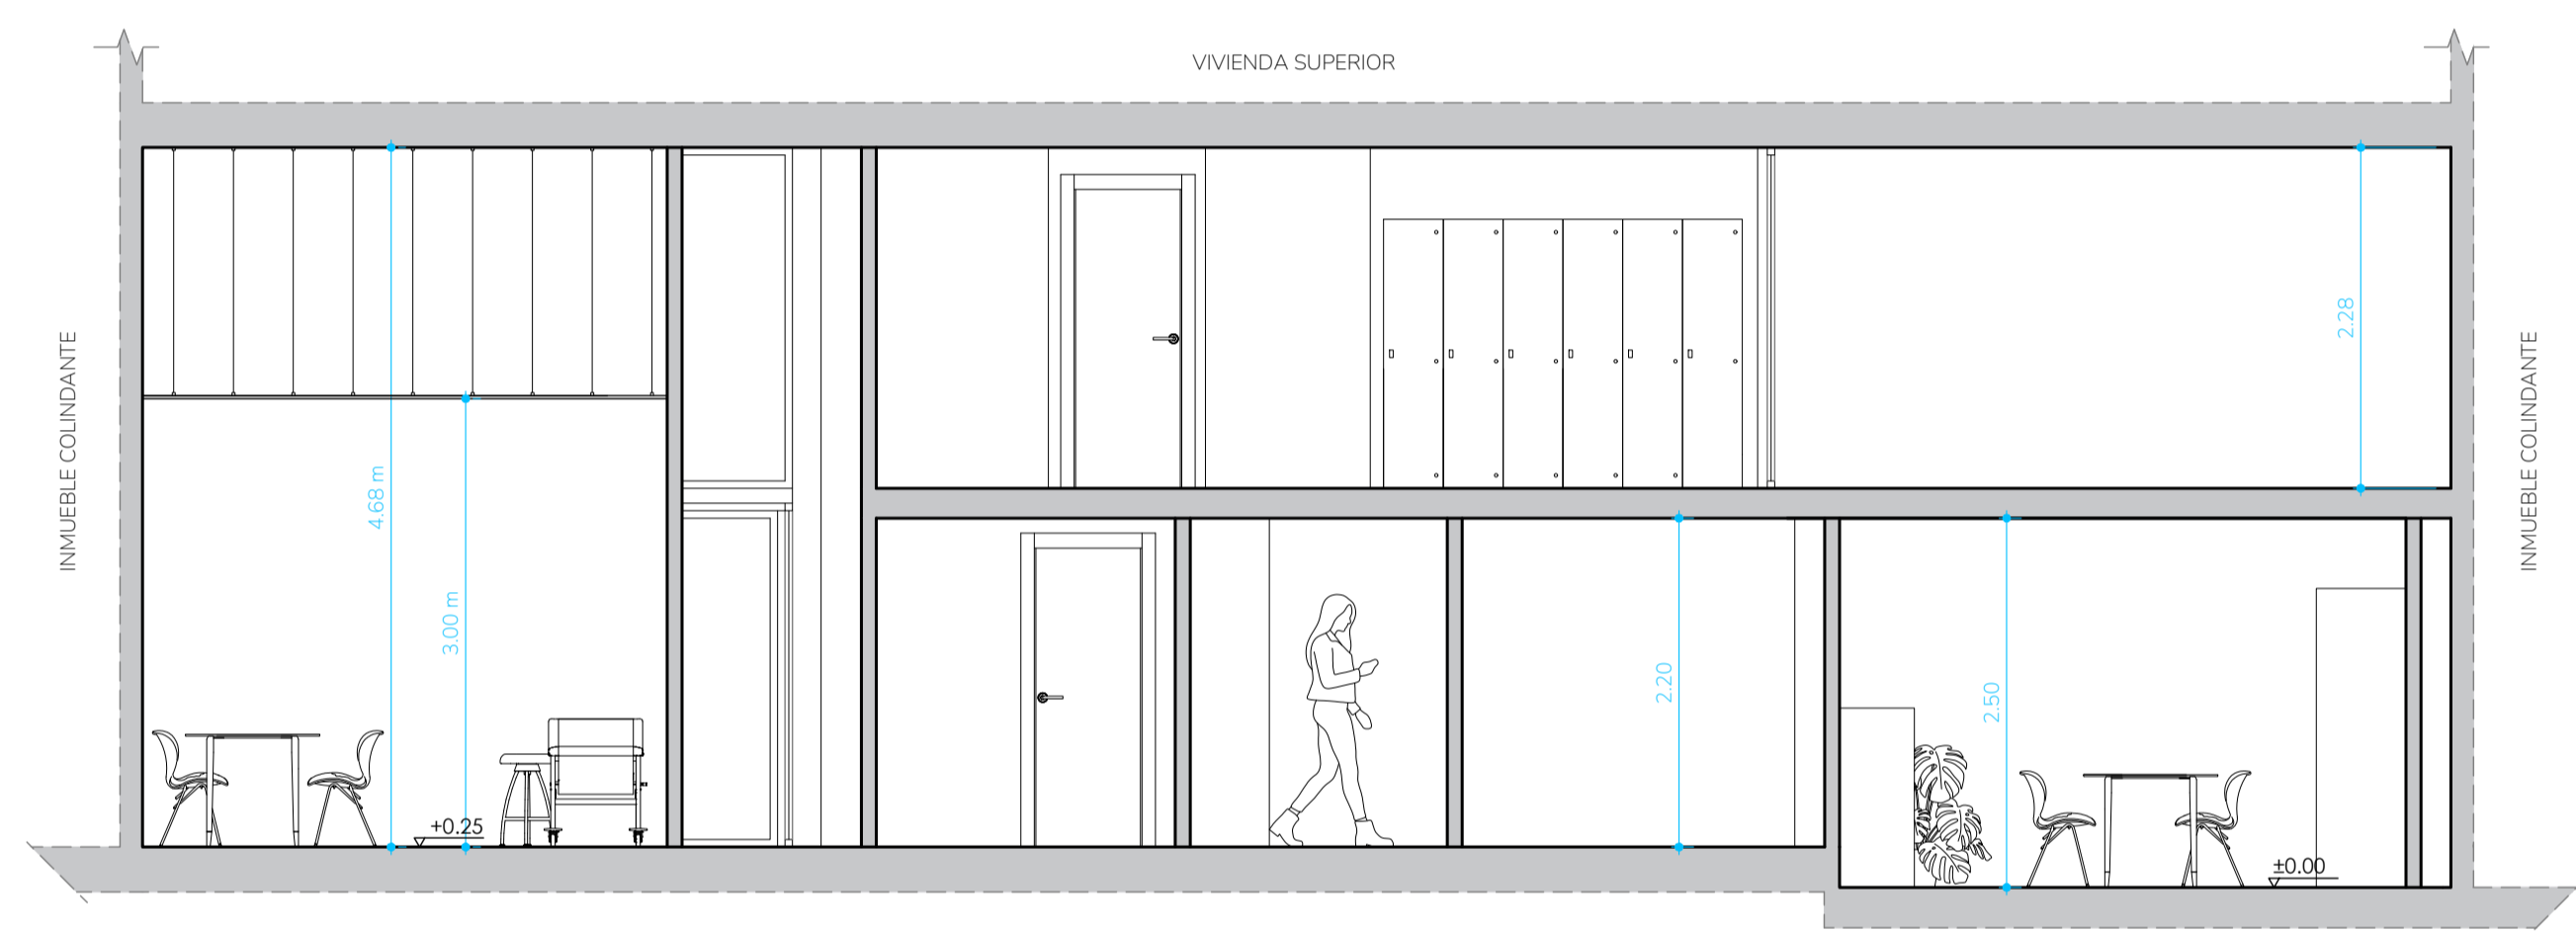 VIVIENDA SUPERIOR
INMUEBLE COLINDANTE
4.68 m
3.00 m
+0.25
2.20
2.50
2.28
±0.00
INMUEBLE COLINDANTE